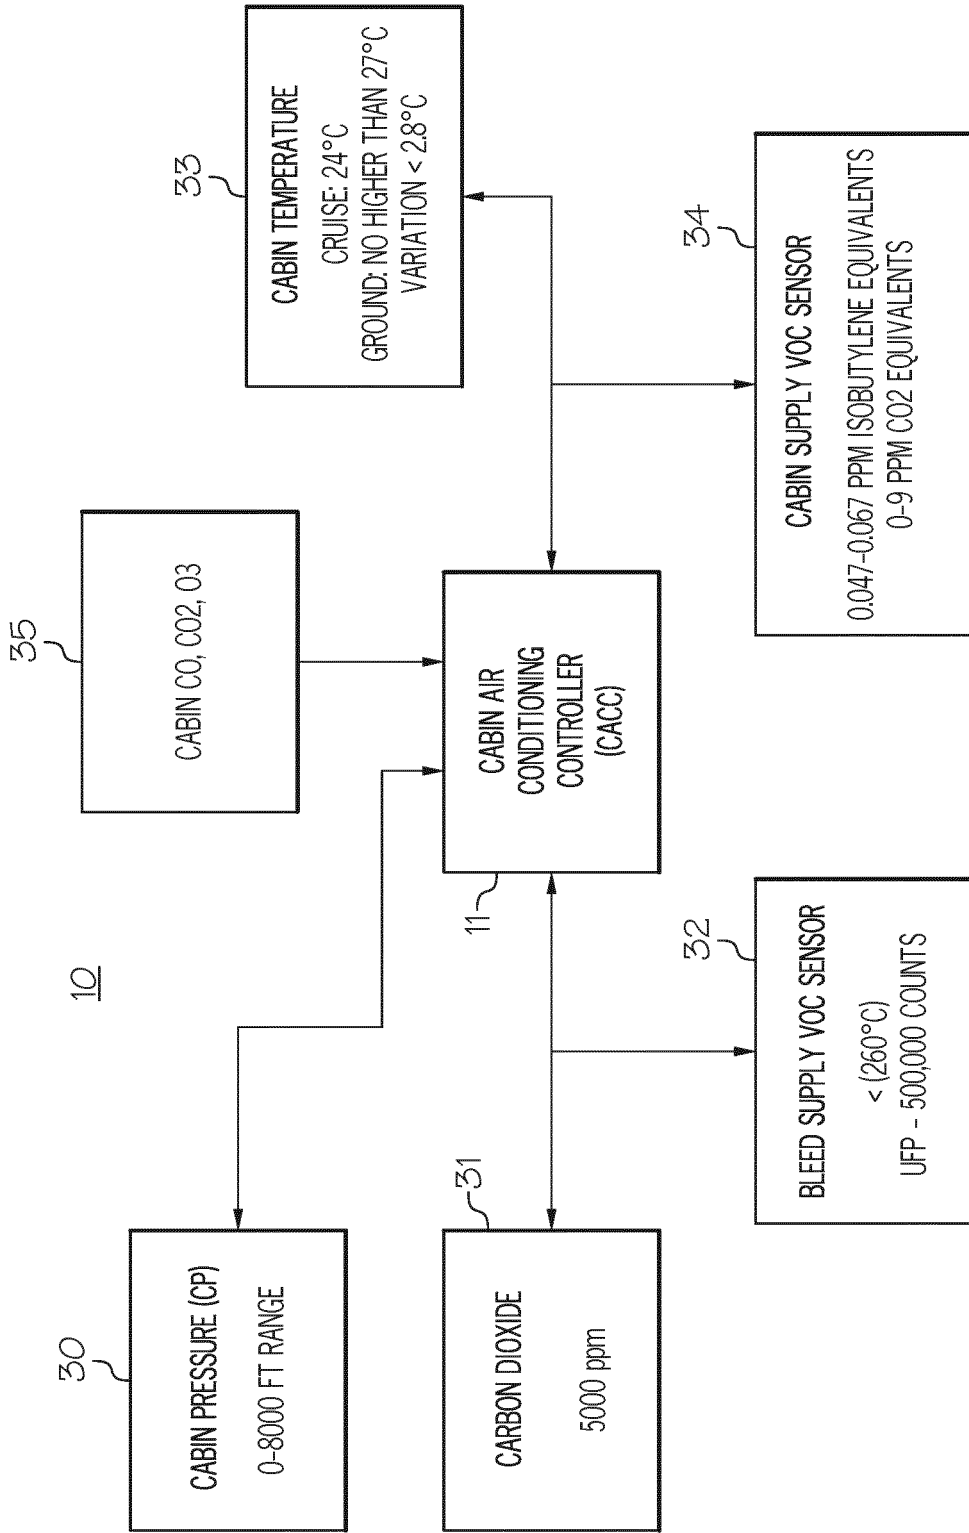 10
30
CABIN PRESSURE (CP)
0-8000 FT RANGE
35
CABIN CO, CO2, O3
33
CABIN TEMPERATURE
CRUISE: 24°C
GROUND: NO HIGHER THAN 27°C
VARIATION < 2.8°C
31
CARBON DIOXIDE
5000 ppm
11
CABIN AIR
CONDITIONING
CONTROLLER
(CACC)
32
BLEED SUPPLY VOC SENSOR
< (260°C)
UFP - 500,000 COUNTS
34
CABIN SUPPLY VOC SENSOR
0.047-0.067 PPM ISOBUTYLENE EQUIVALENTS
0-9 PPM CO2 EQUIVALENTS